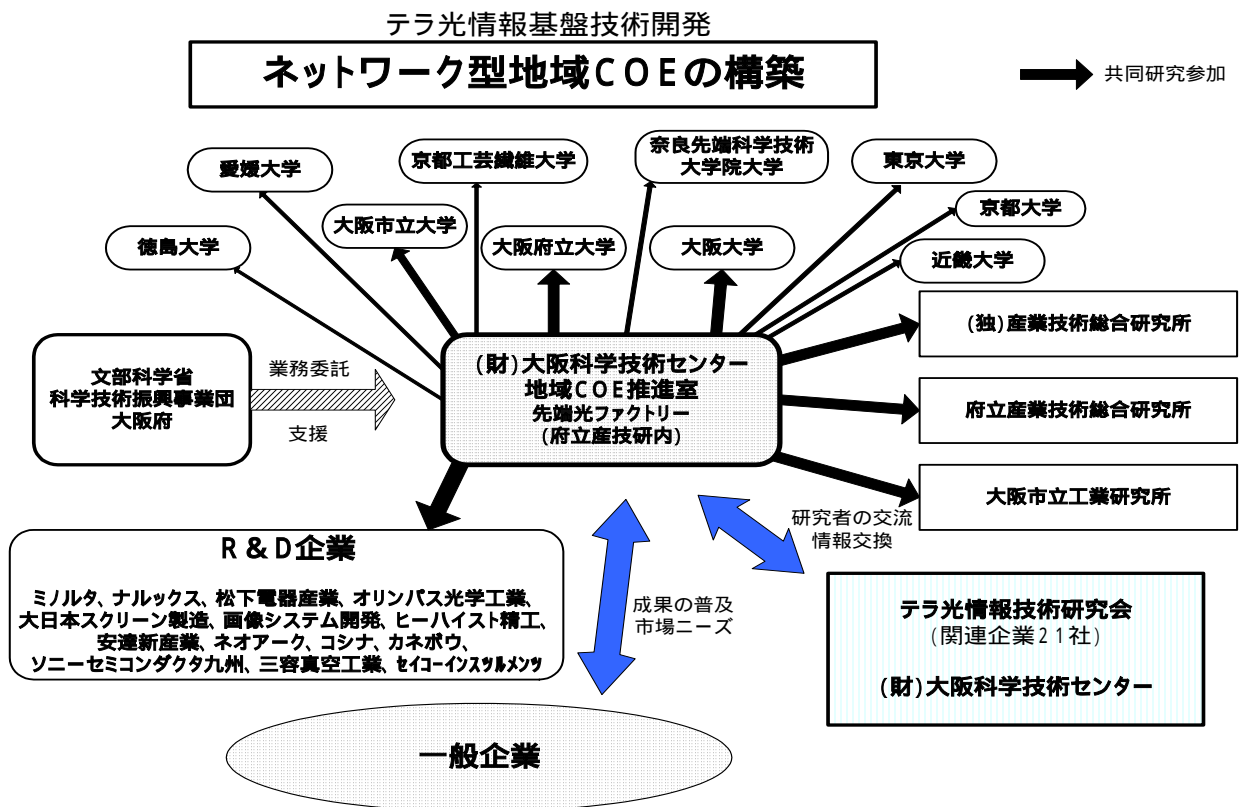 テラ光情報基盤技術開発
ネットワーク型地域COEの構築
共同研究参加
愛媛大学
京都工芸繊維大学
奈良先端科学技術
大学院大学
東京大学
徳島大学
大阪市立大学
大阪府立大学
大阪大学
京都大学
近畿大学
文部科学省
科学技術振興事業団
大阪府
業務委託
支援
(財)大阪科学技術センター
地域COE推進室
先端光ファクトリー
(府立産技研内)
(独)産業技術総合研究所
府立産業技術総合研究所
大阪市立工業研究所
R&D企業
ミノルタ、ナルックス、松下電器産業、オリンパス光学工業、
大日本スクリーン製造、画像システム開発、ヒーハイスト精工、
安達新産業、ネオアーク、コシナ、カネボウ、
ソニーセミコンダクタ九州、三容真空工業、セイコーインスツルメンツ
成果の普及
市場ニーズ
研究者の交流
情報交換
テラ光情報技術研究会
(関連企業21社)
(財)大阪科学技術センター
一般企業